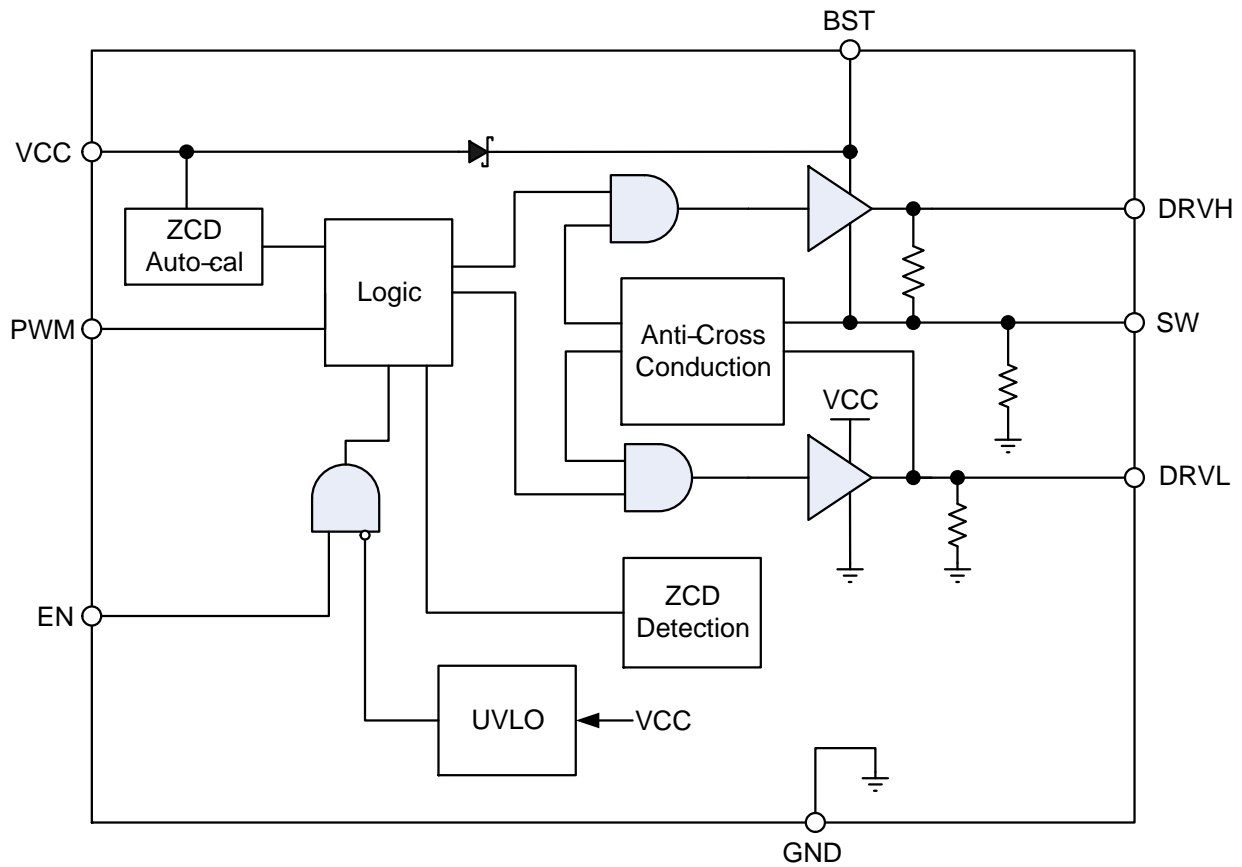 BST
VCC
ZCD
Auto-cal
Logic
DRVH
PWM
Anti-Cross
Conduction
SW
VCC
DRVL
EN
ZCD
Detection
UVLO
VCC
GND